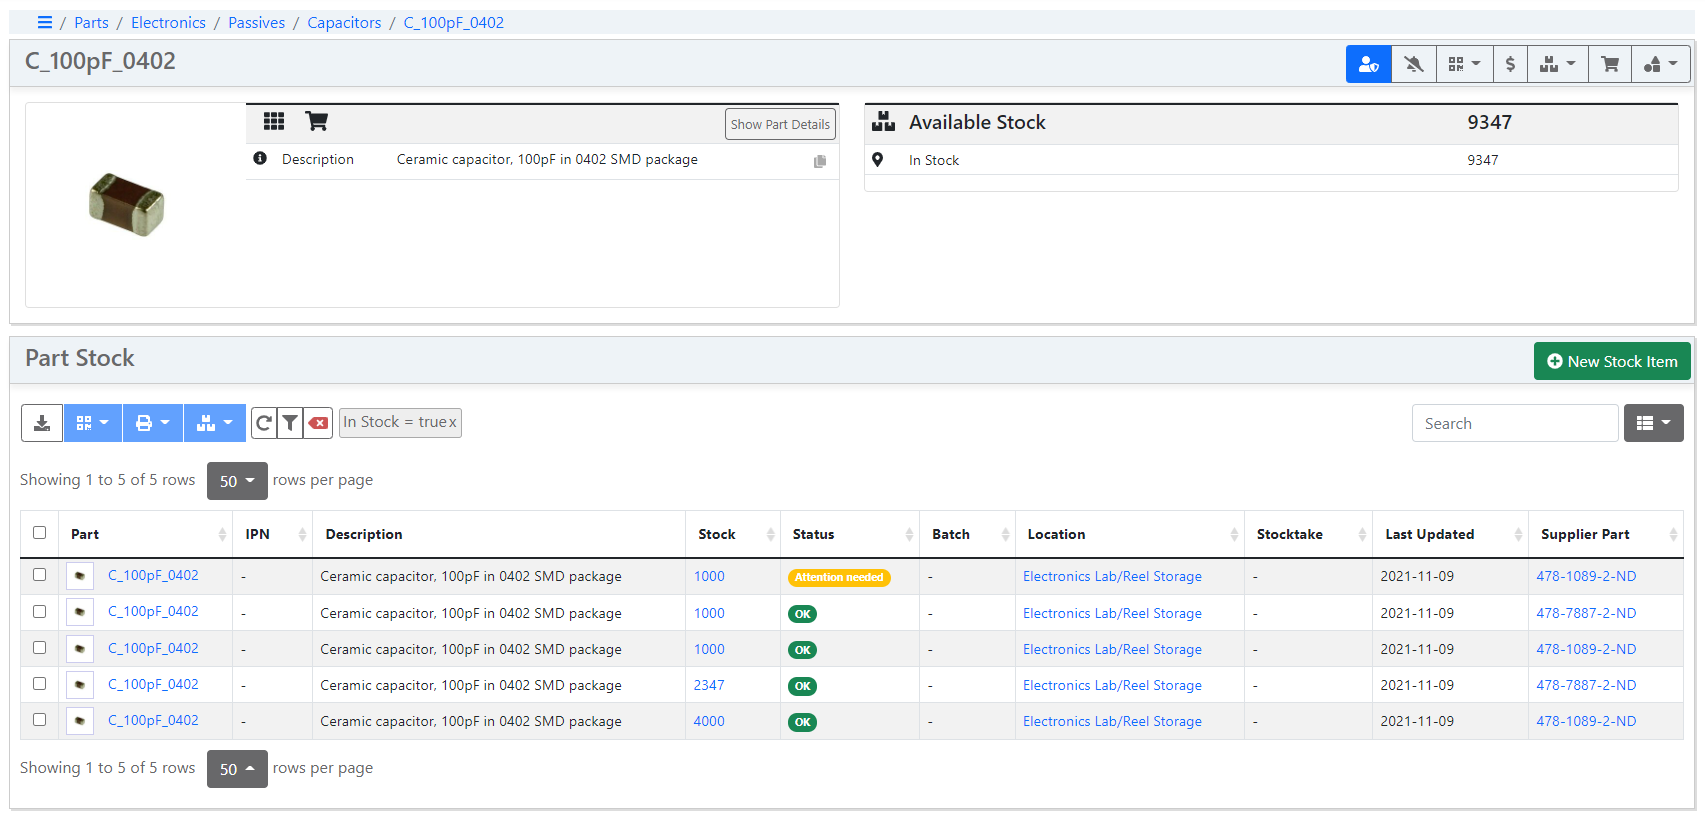 / Parts / Electronics / Passives / Capacitors / C_100pF_0402
C_100pF_0402
$
Show Part Details
Description Ceramic capacitor, 100pF in 0402 SMD package
Available Stock 9347
In Stock 9347
Part Stock
New Stock Item
In Stock = truex
Search
Showing 1 to 5 of 5 rows 50 rows per page
Part IPN Description Stock Status Batch Location Stocktake Last Updated Supplier Part
C_100pF_0402 - Ceramic capacitor, 100pF in 0402 SMD package 1000 Attention needed - Electronics Lab/Reel Storage - 2021-11-09 478-1089-2-ND
C_100pF_0402 - Ceramic capacitor, 100pF in 0402 SMD package 1000 OK - Electronics Lab/Reel Storage - 2021-11-09 478-7887-2-ND
C_100pF_0402 - Ceramic capacitor, 100pF in 0402 SMD package 1000 OK - Electronics Lab/Reel Storage - 2021-11-09 478-1089-2-ND
C_100pF_0402 - Ceramic capacitor, 100pF in 0402 SMD package 2347 OK - Electronics Lab/Reel Storage - 2021-11-09 478-7887-2-ND
C_100pF_0402 - Ceramic capacitor, 100pF in 0402 SMD package 4000 OK - Electronics Lab/Reel Storage - 2021-11-09 478-1089-2-ND
Showing 1 to 5 of 5 rows 50 rows per page